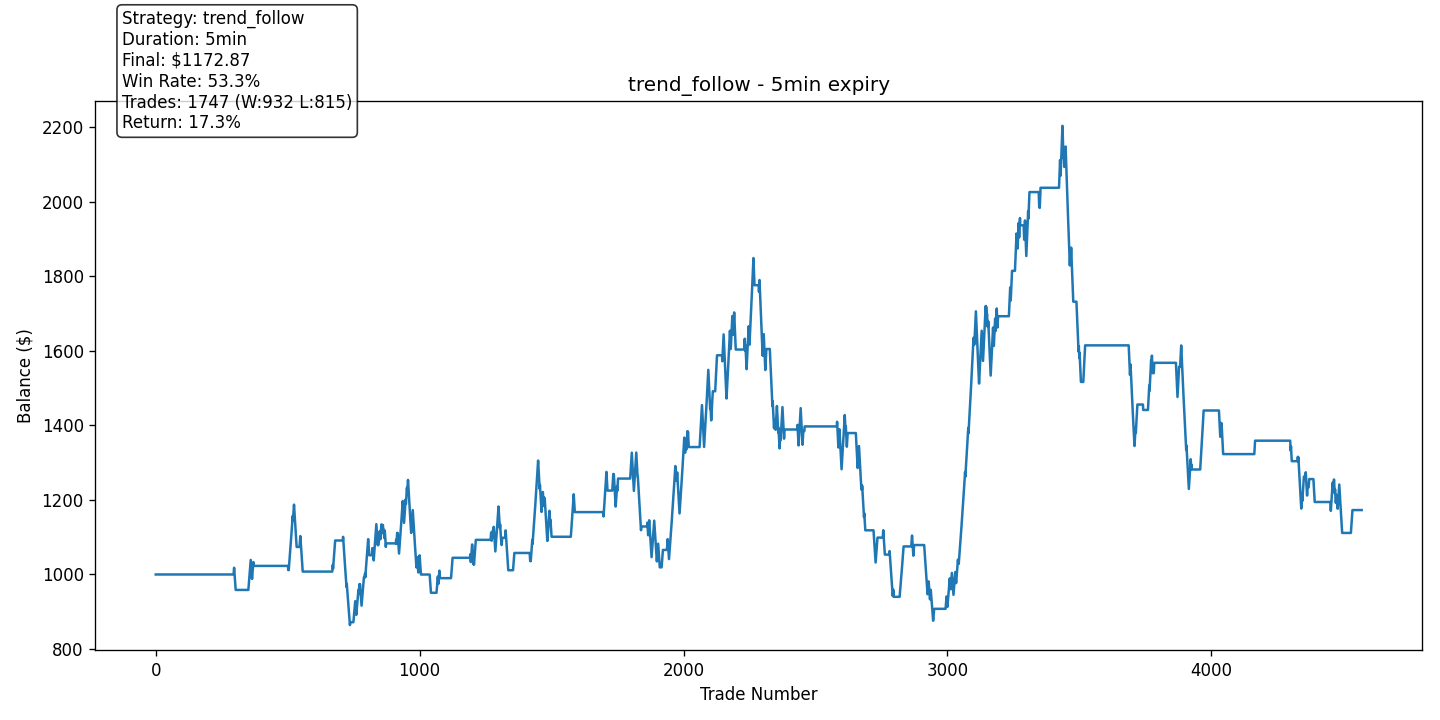 Strategy: trend_follow
Duration: 5min
Final: $1172.87
Win Rate: 53.3%
Trades: 1747 (W:932 L:815)
Return: 17.3%
trend_follow - 5min expiry
2200
2000
1800
1600
1400
1200
1000
800
Balance ($)
0
1000
2000
3000
4000
Trade Number